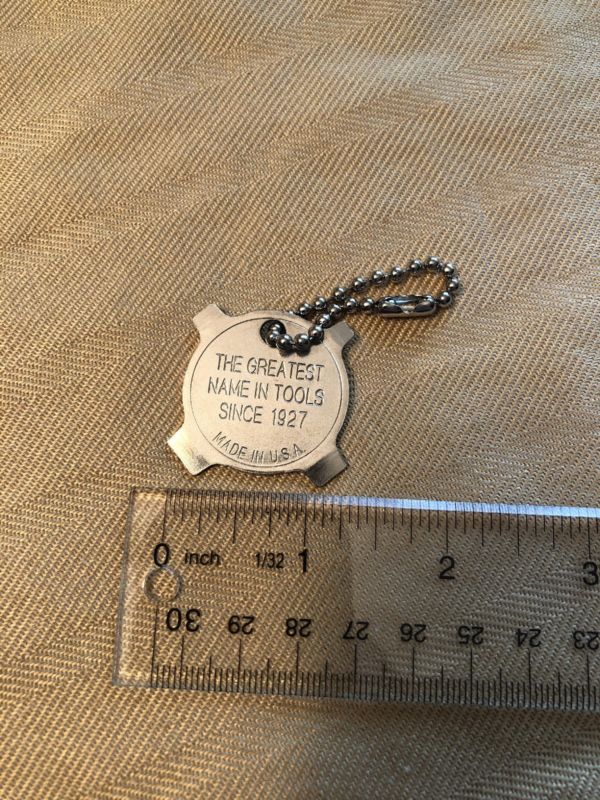 THE GREATEST
NAME IN TOOLS
SINCE 1927
MADE IN U.S.A.
0 inch 1/32 1 2 3
30 29 28 27 26 25 24 23